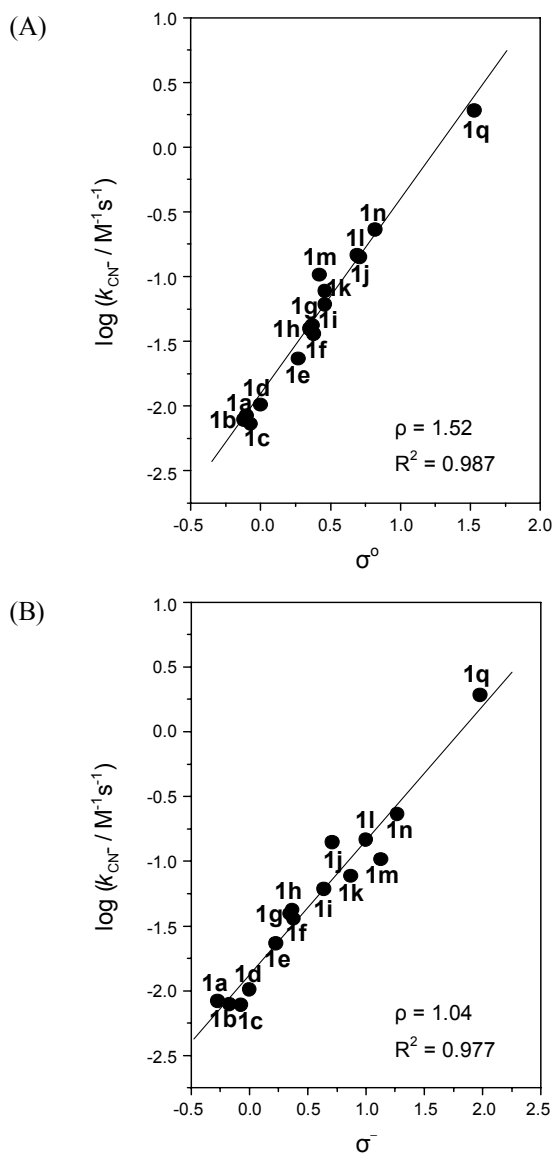 (A)
1.0
0.5
0.0
-0.5
-1.0
-1.5
-2.0
-2.5
log (k_CN⁻ / M⁻¹s⁻¹)
1q
1n
1l
1m
1j
1k
1g
1i
1h
1f
1e
1d
1a
1b
1c
ρ = 1.52
R² = 0.987
-0.5 0.0 0.5 1.0 1.5 2.0
σᵒ
(B)
1.0
0.5
0.0
-0.5
-1.0
-1.5
-2.0
-2.5
log (k_CN⁻ / M⁻¹s⁻¹)
1q
1l
1n
1j
1m
1k
1h
1i
1g
1f
1e
1d
1a
1b
1c
ρ = 1.04
R² = 0.977
-0.5 0.0 0.5 1.0 1.5 2.0 2.5
σ⁻